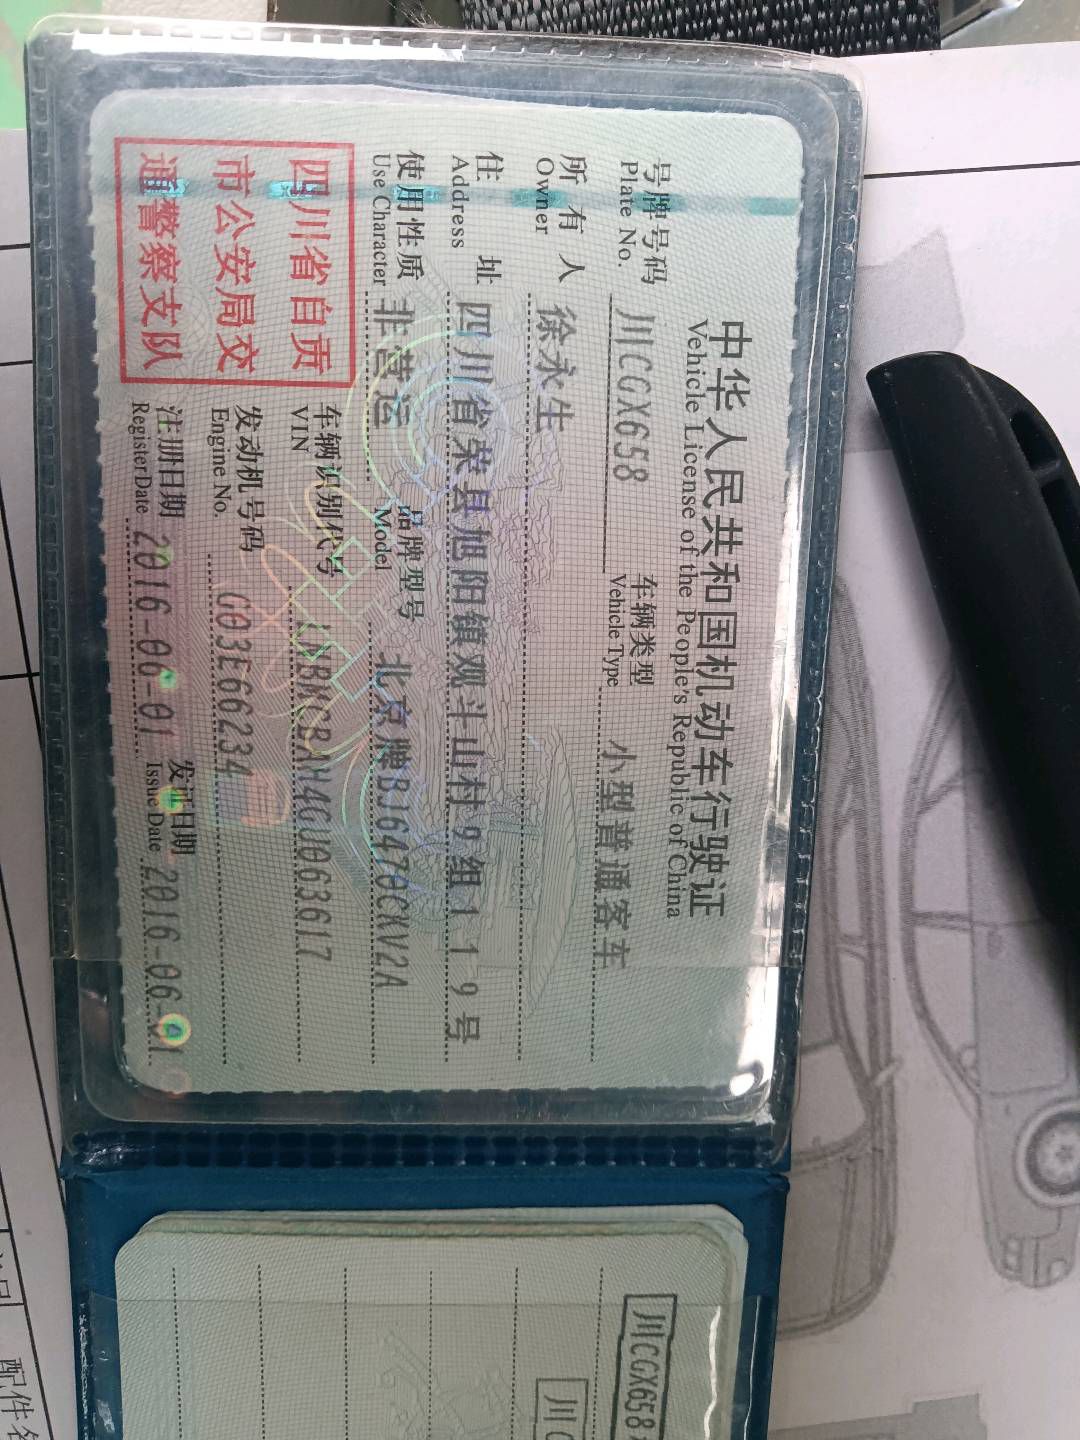 中华人民共和国机动车行驶证
Vehicle License of the People's Republic of China
号牌号码 川CGX658 车辆类型 小型普通客车
Plate No. Vehicle Type
所有人 徐永生
Owner
住址 四川省荣县旭阳镇观斗山村9组119号
Address
使用性质 非营运 品牌型号 北京牌BJ6470CKV2A
Use Character Model
四川省自贡
市公安局交
通警察支队
车辆识别代号 LNBMCBAH4GU063617
VIN
发动机号码 G03E66234
Engine No.
注册日期 2016-06-01 发证日期 2016-06-01
Register Date Issue Date
川CGX658
川C
配件名